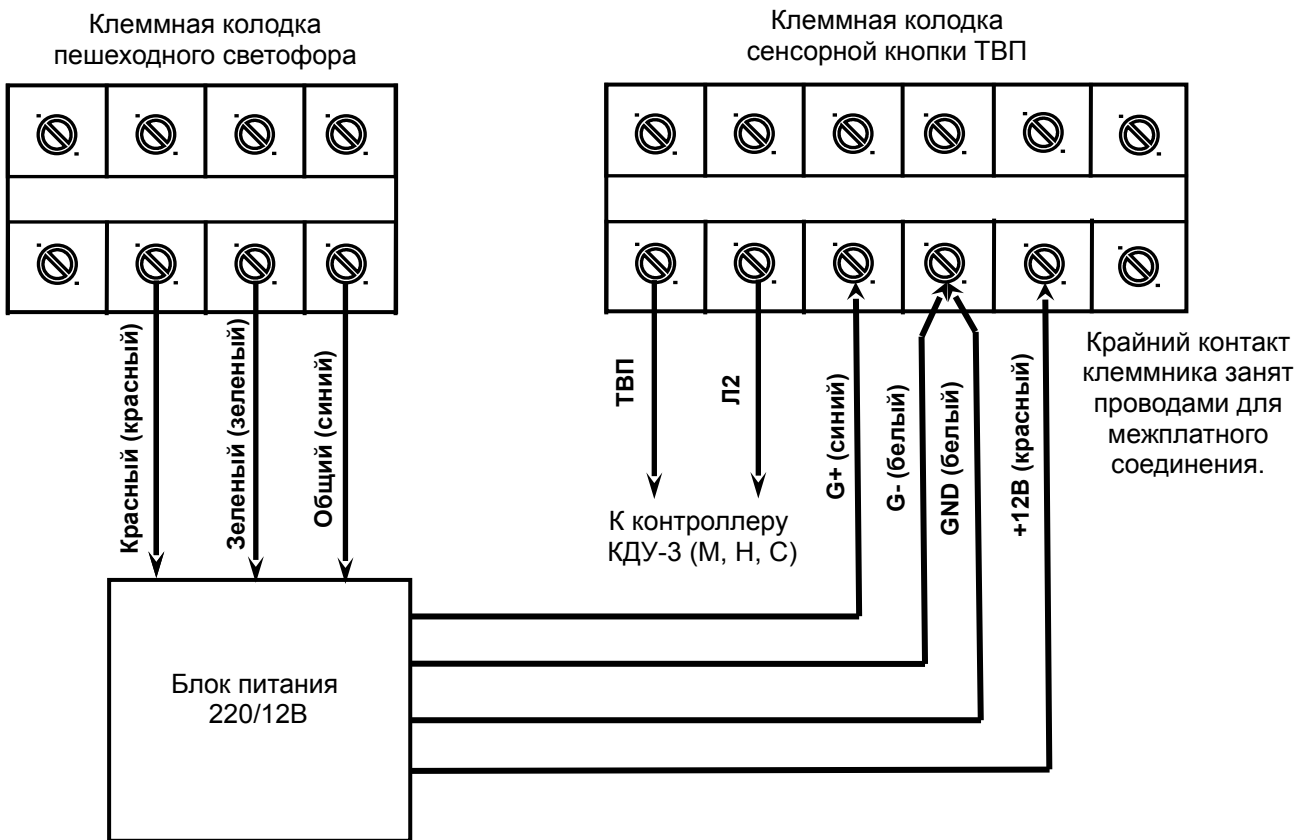 Клеммная колодка
пешеходного светофора
Клеммная колодка
сенсорной кнопки ТВП
Красный (красный)
Зеленый (зеленый)
Общий (синий)
ТВП
Л2
G+ (синий)
G- (белый)
GND (белый)
+12В (красный)
Крайний контакт
клеммника занят
проводами для
межплатного
соединения.
К контроллеру
КДУ-3 (М, Н, С)
Блок питания
220/12В